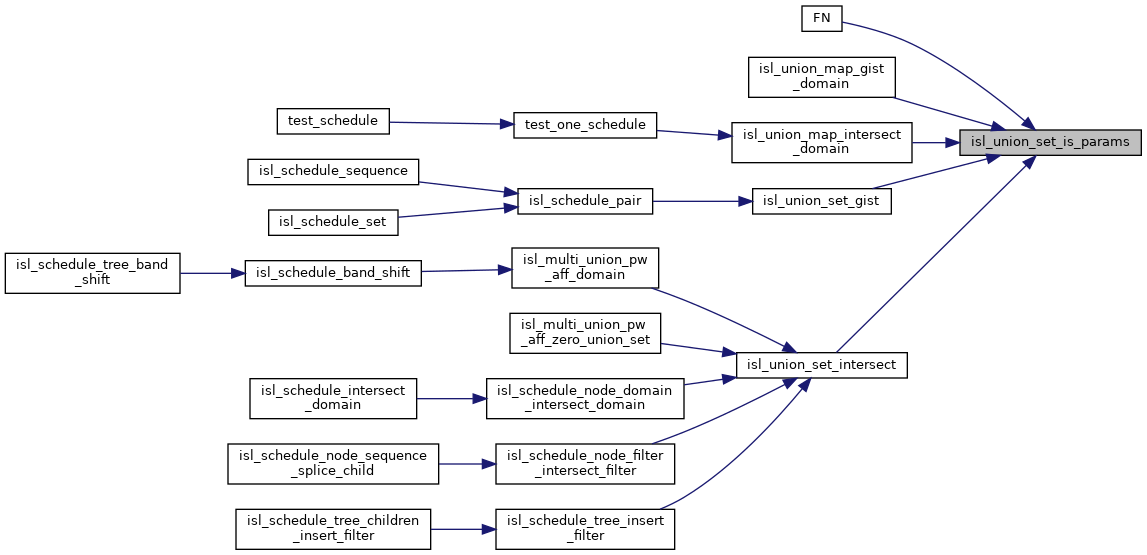 FN
isl_union_map_gist
_domain
test_schedule
test_one_schedule
isl_union_map_intersect
_domain
isl_union_set_is_params
isl_schedule_sequence
isl_schedule_set
isl_schedule_pair
isl_union_set_gist
isl_schedule_tree_band
_shift
isl_schedule_band_shift
isl_multi_union_pw
_aff_domain
isl_multi_union_pw
_aff_zero_union_set
isl_union_set_intersect
isl_schedule_intersect
_domain
isl_schedule_node_domain
_intersect_domain
isl_schedule_node_sequence
_splice_child
isl_schedule_node_filter
_intersect_filter
isl_schedule_tree_children
_insert_filter
isl_schedule_tree_insert
_filter